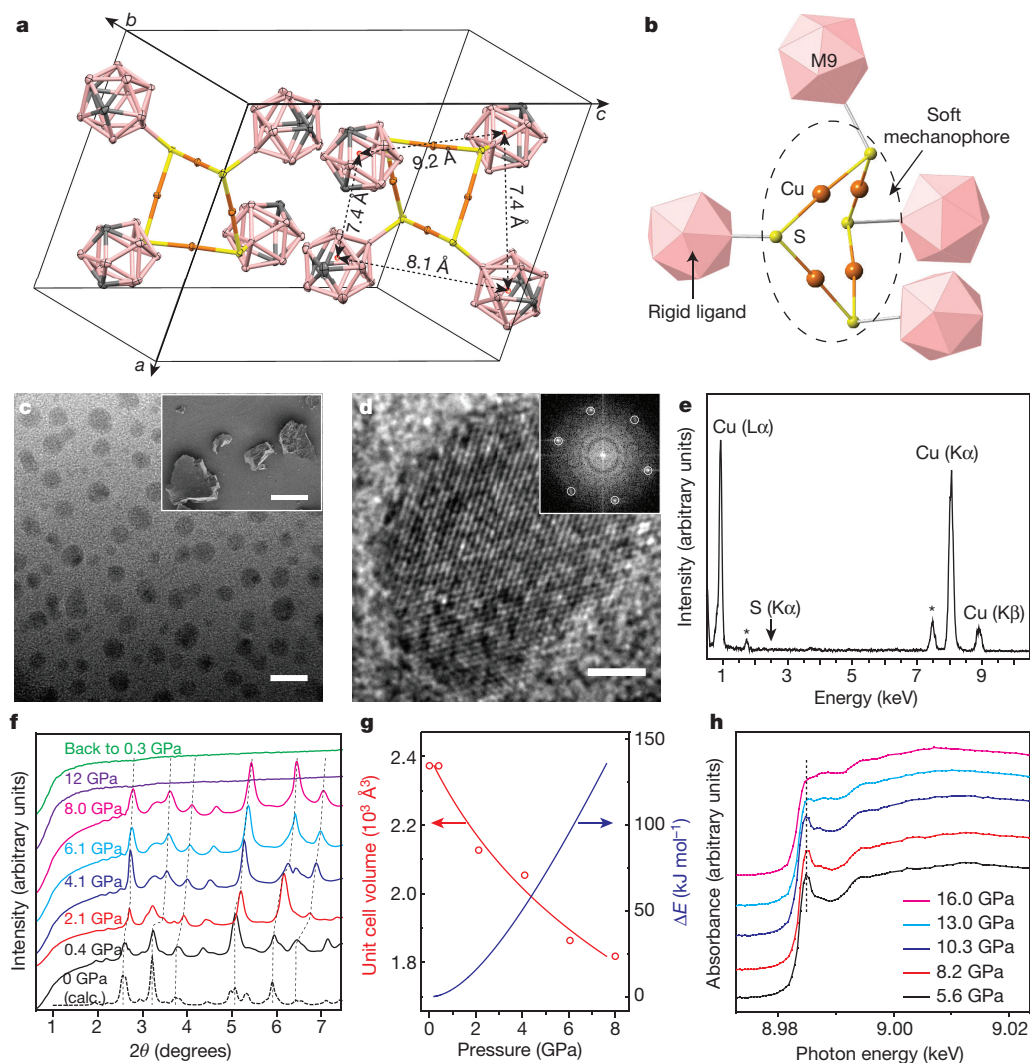 a
b
c
a
9.2 Å
7.4 Å
7.4 Å
8.1 Å
b
M9
Soft
mechanophore
Cu
S
Rigid ligand
c
d
e
Intensity (arbitrary units)
Cu (Lα)
*
S (Kα)
*
Cu (Kα)
Cu (Kβ)
1 3 5 7 9
Energy (keV)
f
Intensity (arbitrary units)
Back to 0.3 GPa
12 GPa
8.0 GPa
6.1 GPa
4.1 GPa
2.1 GPa
0.4 GPa
0 GPa
(calc.)
1 2 3 4 5 6 7
2θ (degrees)
g
Unit cell volume (10³ Å³)
2.4
2.2
2.0
1.8
150
100
50
0
ΔE (kJ mol⁻¹)
0 2 4 6 8
Pressure (GPa)
h
Absorbance (arbitrary units)
16.0 GPa
13.0 GPa
10.3 GPa
8.2 GPa
5.6 GPa
8.98 9.00 9.02
Photon energy (keV)